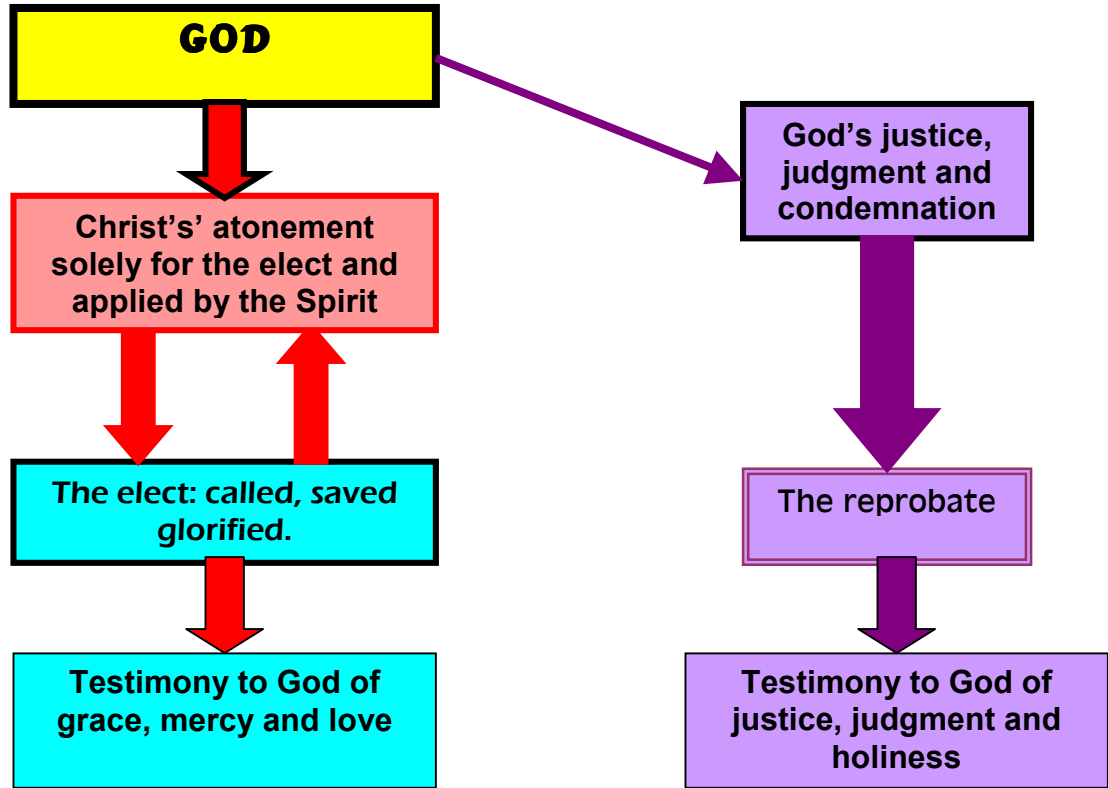 GOD
God’s justice,
judgment and
condemnation
Christ’s’ atonement
solely for the elect and
applied by the Spirit
The elect: called, saved
glorified.
The reprobate
Testimony to God of
grace, mercy and love
Testimony to God of
justice, judgment and
holiness